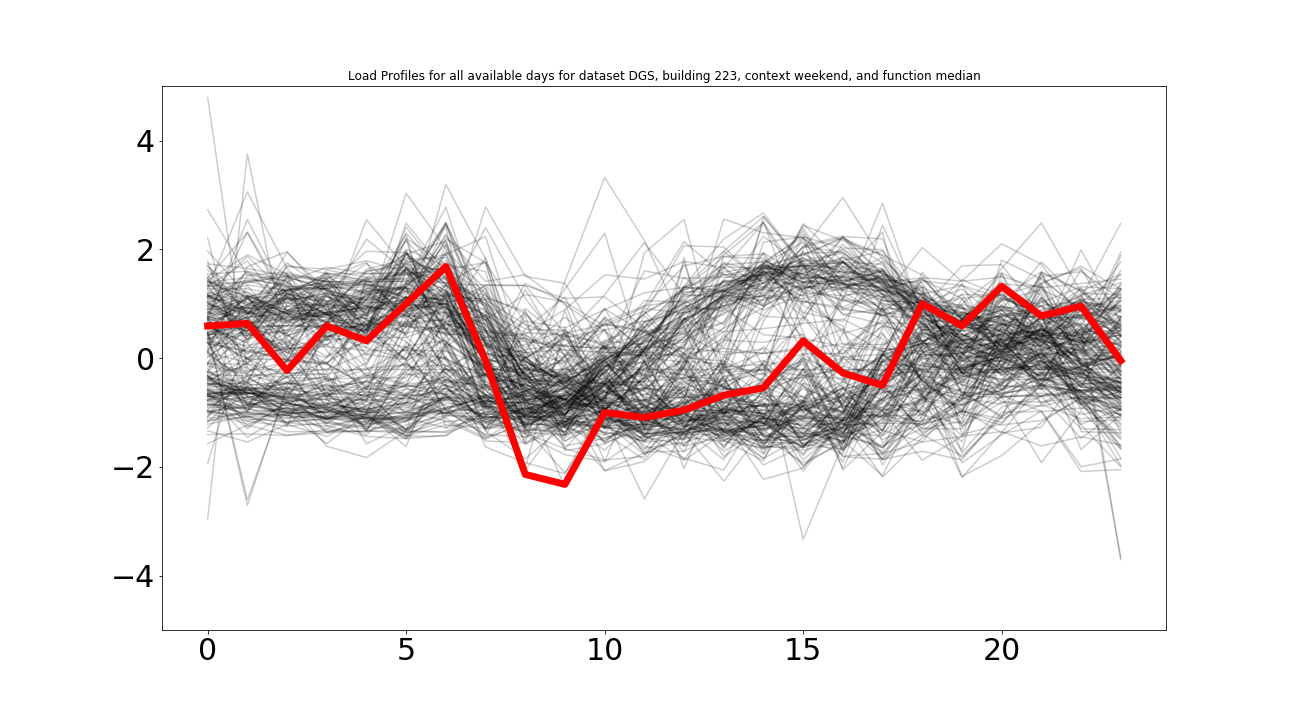 Load Profiles for all available days for dataset DGS, building 223, context weekend, and function median
4
2
0
−2
−4
0 5 10 15 20